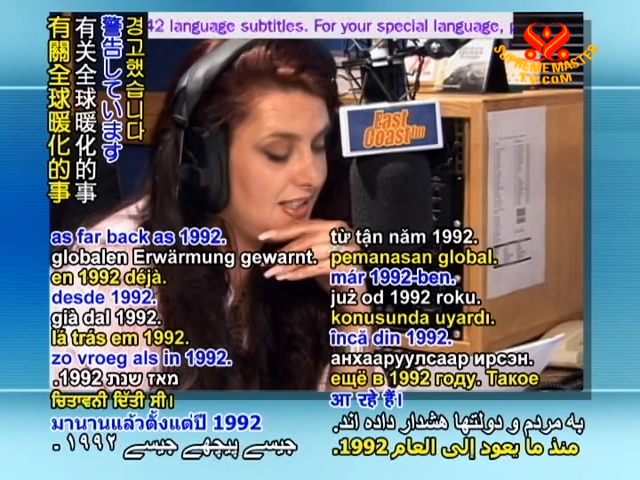 42 language subtitles. For your special language, p
SUPREME MASTER
TV.COM
East
Coast fm
경고했습니다
警告しています
有关全球暖化的事
有關全球暖化的事
as far back as 1992.
globalen Erwärmung gewarnt.
en 1992 déjà.
desde 1992.
già dal 1992.
lá trás em 1992.
zo vroeg als in 1992.
מאז שנת 1992.
ਚਿਤਾਵਨੀ ਦਿੱਤੀ ਸੀ।
มานานแล้วตั้งแต่ปี 1992
جیسے پیچھے جیسے ۱۹۹۲ -
từ tận năm 1992.
pemanasan global.
már 1992-ben.
już od 1992 roku.
konusunda uyardı.
încă din 1992.
анхааруулсаар ирсэн.
ещё в 1992 году. Такое
आ रहे हैं।
به مردم و دولتها هشدار داده اند.
منذ ما يعود إلى العام 1992.